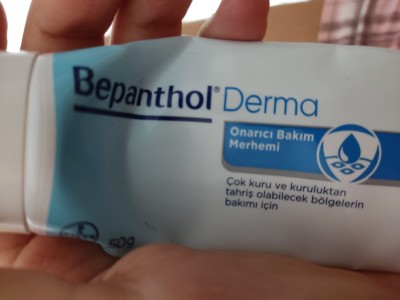 Bepanthol® Derma
Onarıcı Bakım
Merhemi
Çok kuru ve kuruluktan
tahriş olabilecek bölgelerin
bakımı için
50g